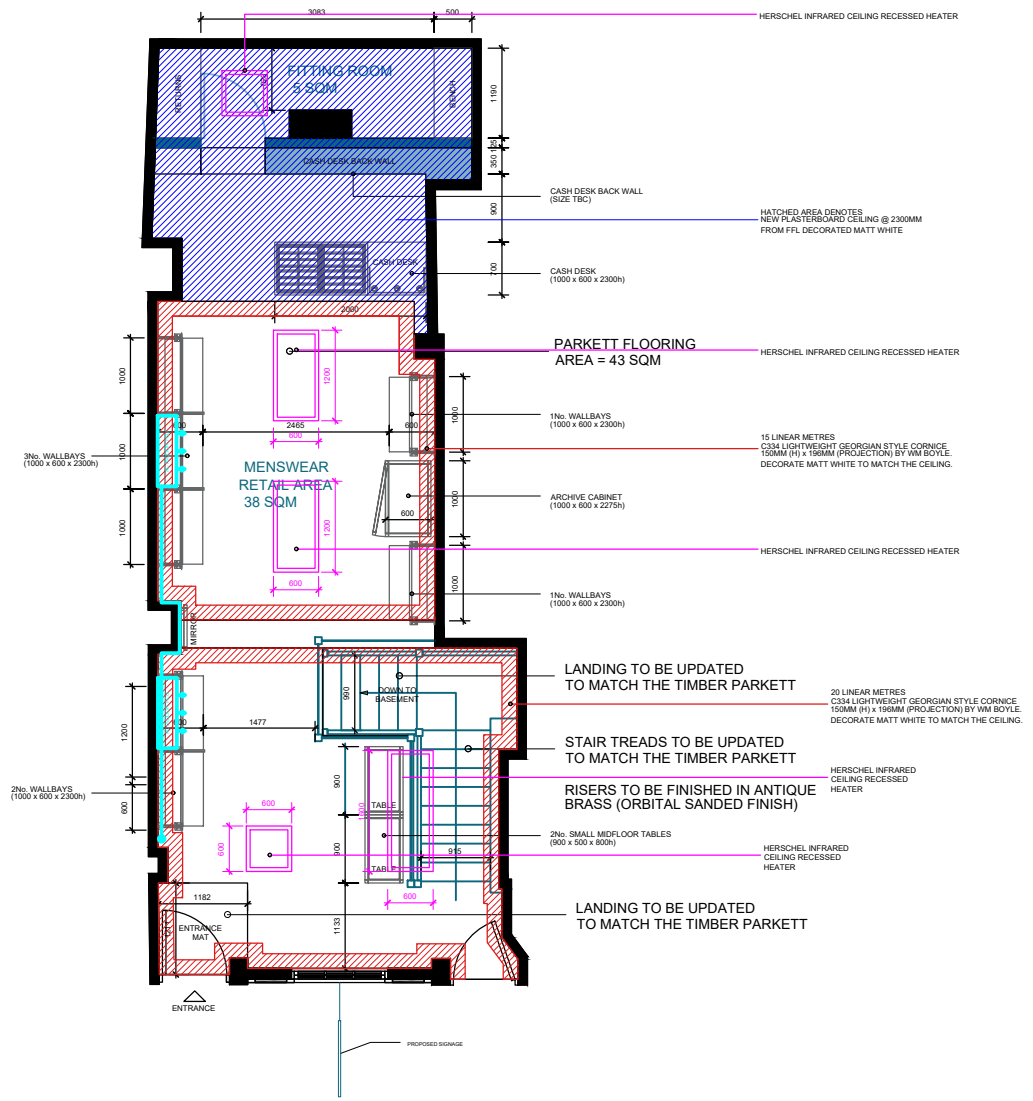 3083
500
HERSCHEL INFRARED CEILING RECESSED HEATER
FITTING ROOM
5 SQM
RETURNS
BENCH
1190
125
350
CASH DESK BACK WALL
CASH DESK BACK WALL
(SIZE TBC)
900
HATCHED AREA DENOTES
NEW PLASTERBOARD CEILING @ 2300MM
FROM FFL DECORATED MATT WHITE
CASH DESK
700
CASH DESK
(1000 x 600 x 2300h)
2000
PARKETT FLOORING
AREA = 43 SQM
HERSCHEL INFRARED CEILING RECESSED HEATER
1000
1200
600
1000
1No. WALLBAYS
(1000 x 600 x 2300h)
600
2465
600
15 LINEAR METRES
C334 LIGHTWEIGHT GEORGIAN STYLE CORNICE
150MM (H) x 196MM (PROJECTION) BY WM BOYLE.
DECORATE MATT WHITE TO MATCH THE CEILING.
3No. WALLBAYS
(1000 x 600 x 2300h)
1000
MENSWEAR
RETAIL AREA
38 SQM
ARCHIVE CABINET
(1000 x 600 x 2275h)
1000
600
1000
1200
HERSCHEL INFRARED CEILING RECESSED HEATER
600
1000
1No. WALLBAYS
(1000 x 600 x 2300h)
MIRROR
LANDING TO BE UPDATED
TO MATCH THE TIMBER PARKETT
DOWN TO
BASEMENT
990
20 LINEAR METRES
C334 LIGHTWEIGHT GEORGIAN STYLE CORNICE
150MM (H) x 196MM (PROJECTION) BY WM BOYLE.
DECORATE MATT WHITE TO MATCH THE CEILING.
1200
600
1477
STAIR TREADS TO BE UPDATED
TO MATCH THE TIMBER PARKETT
HERSCHEL INFRARED
CEILING RECESSED
HEATER
RISERS TO BE FINISHED IN ANTIQUE
BRASS (ORBITAL SANDED FINISH)
2No. WALLBAYS
(1000 x 600 x 2300h)
600
900
TABLE
600
600
2No. SMALL MIDFLOOR TABLES
(900 x 500 x 800h)
900
TABLE
915
HERSCHEL INFRARED
CEILING RECESSED
HEATER
600
1182
1133
LANDING TO BE UPDATED
TO MATCH THE TIMBER PARKETT
ENTRANCE
MAT
ENTRANCE
PROPOSED SIGNAGE